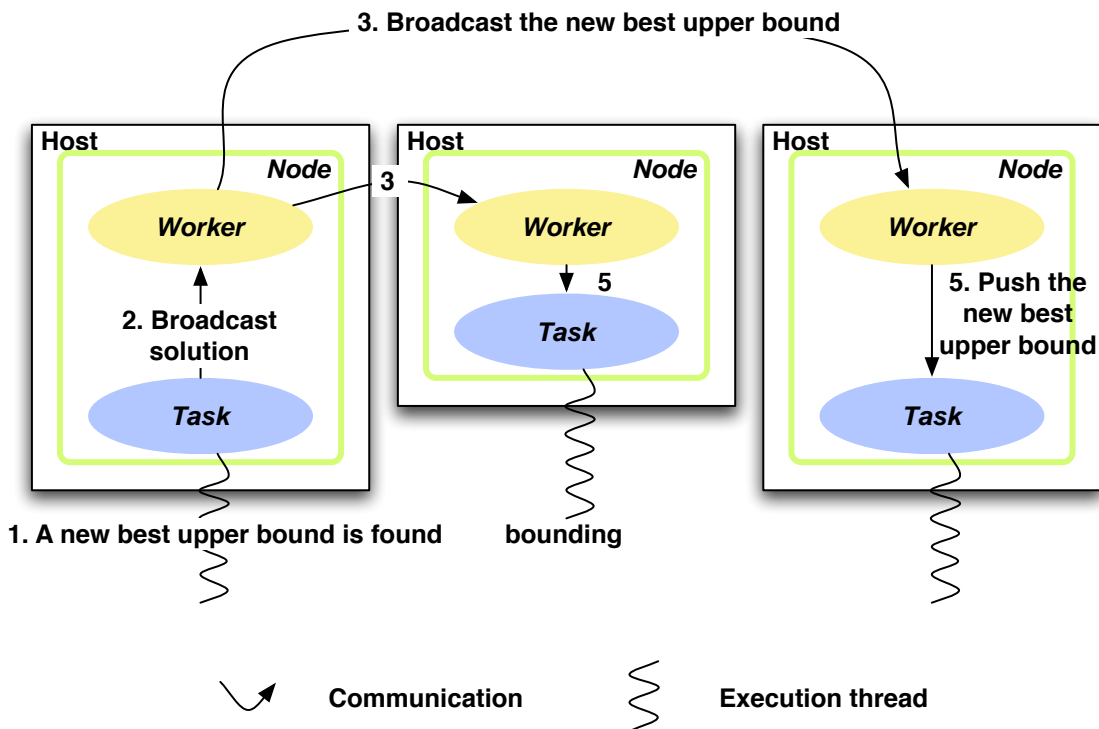 3. Broadcast the new best upper bound
Host
Host
Host
Node
Node
Node
3
Worker
Worker
Worker
5
5. Push the
new best
upper bound
2. Broadcast
solution
Task
Task
Task
1. A new best upper bound is found
bounding
Communication
Execution thread